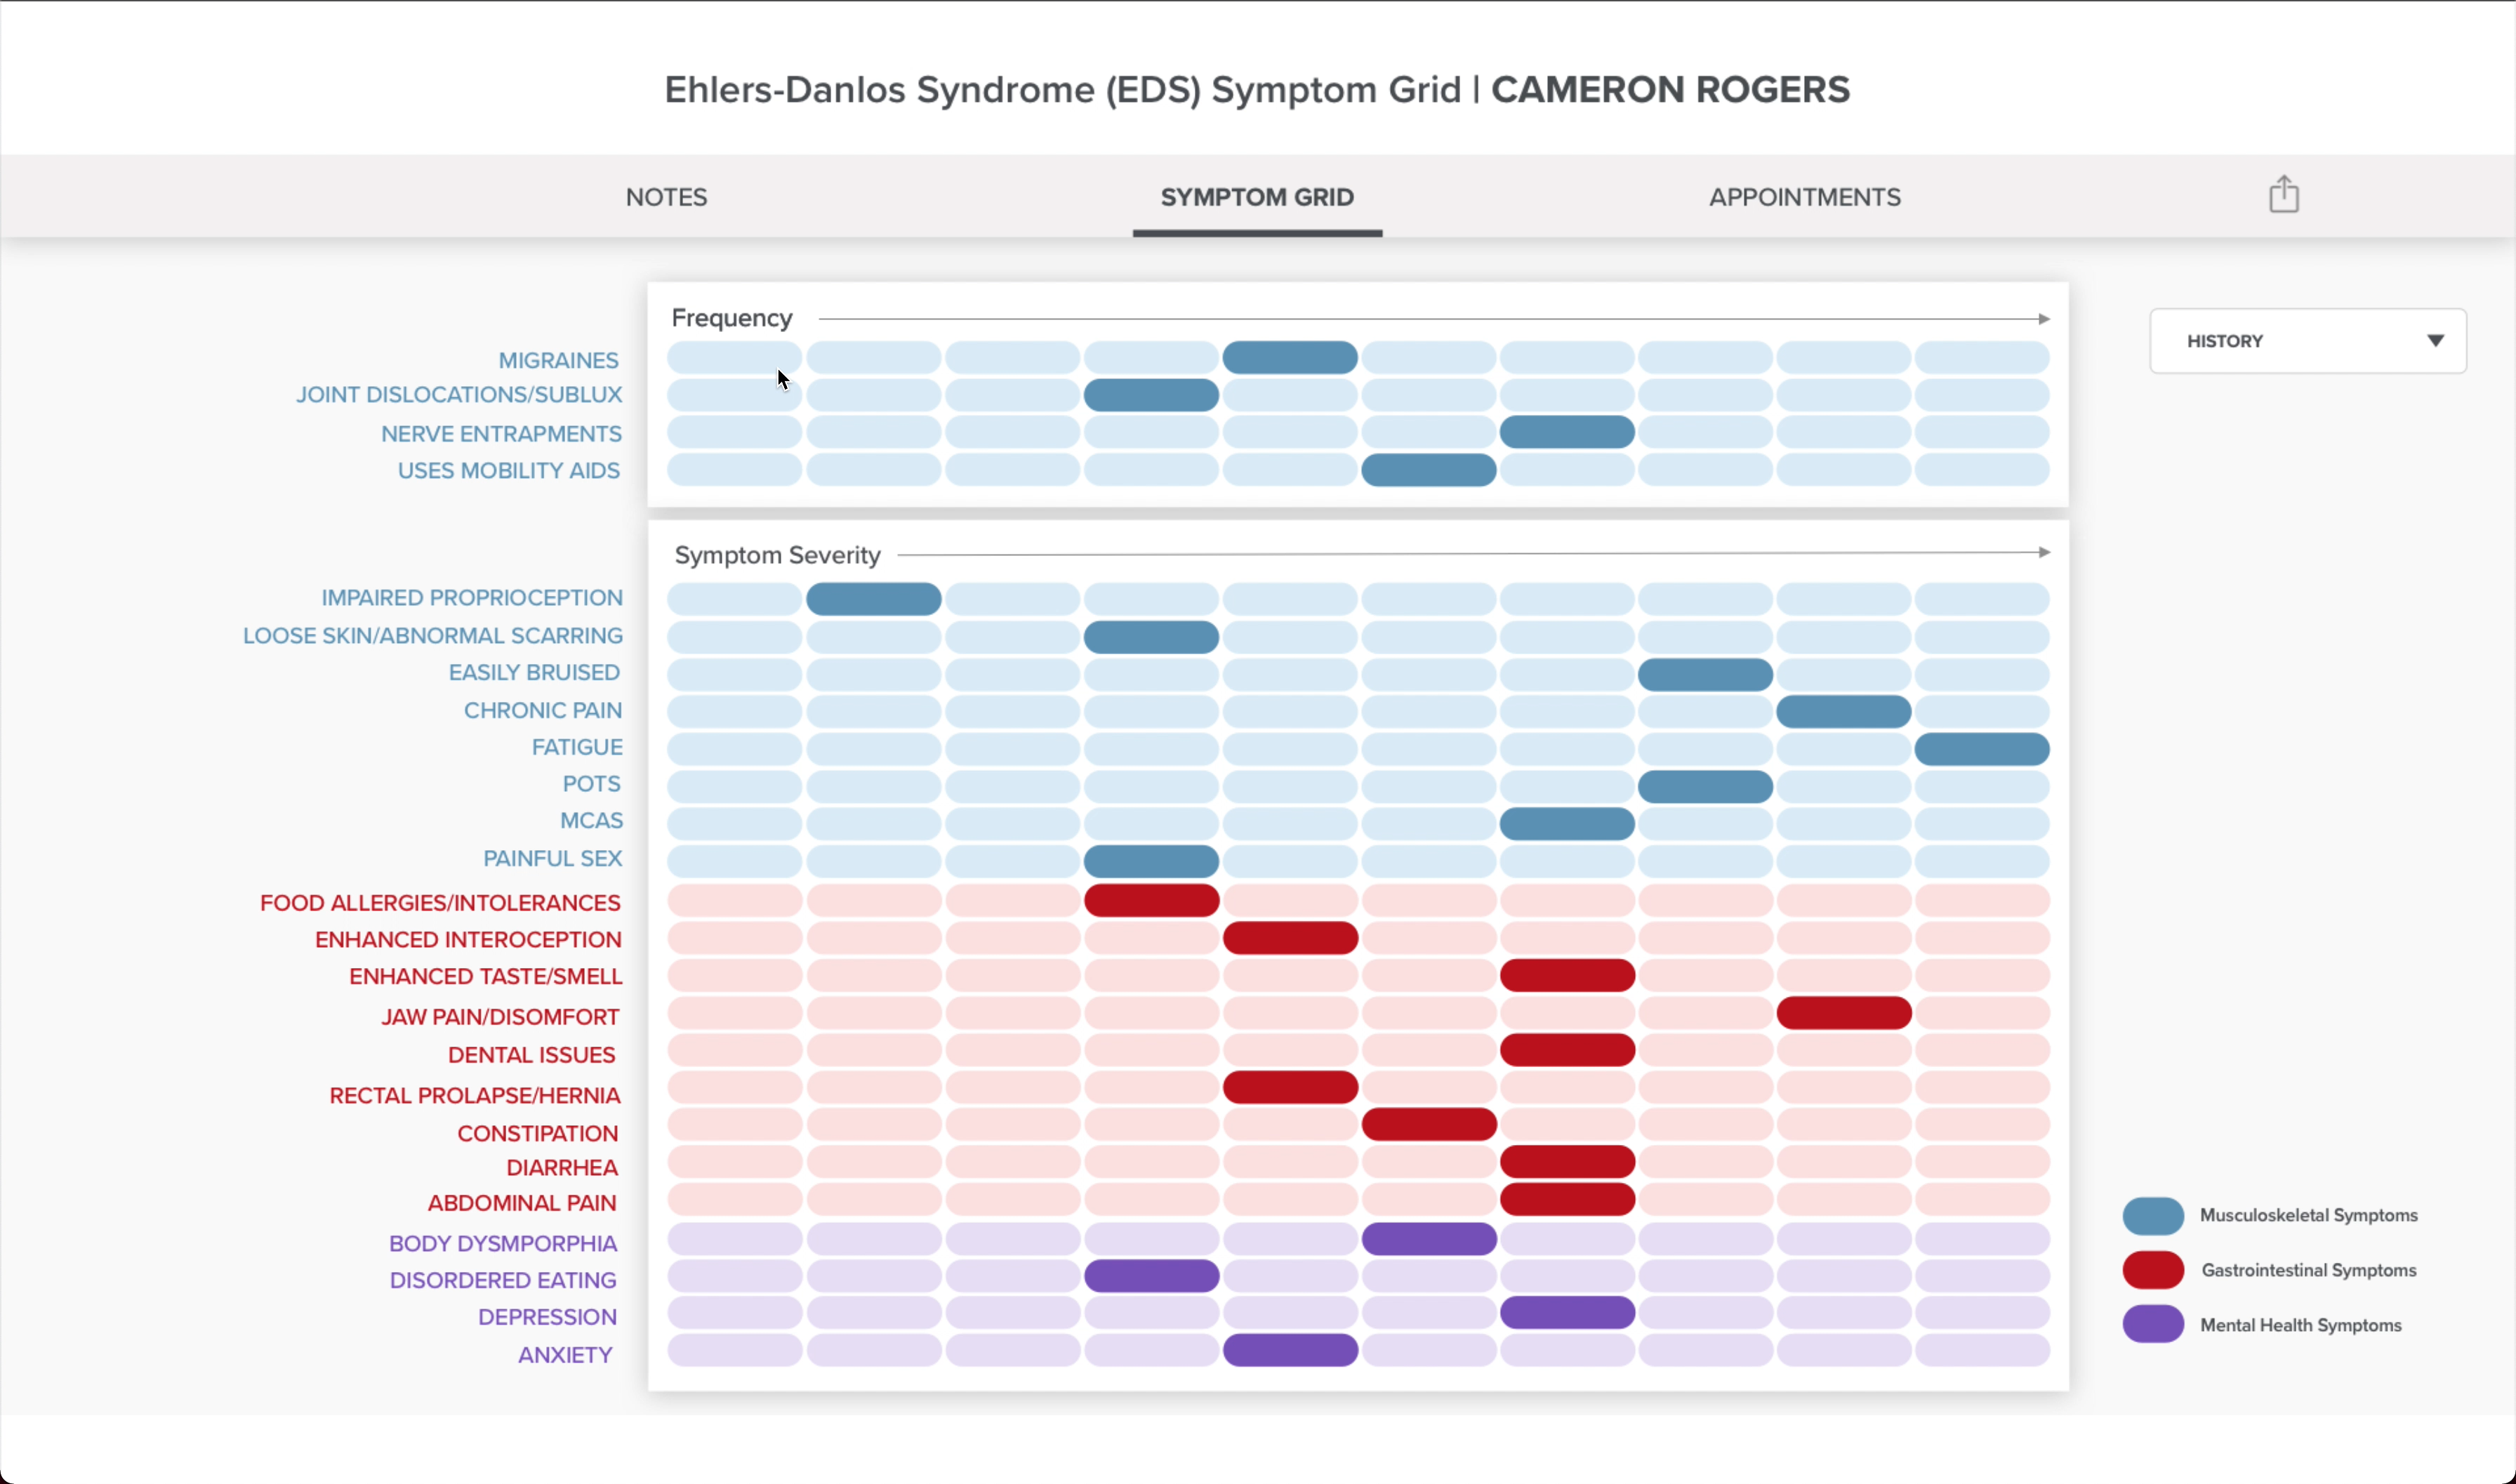 Ehlers-Danlos Syndrome (EDS) Symptom Grid | CAMERON ROGERS
NOTES
SYMPTOM GRID
APPOINTMENTS
Frequency
HISTORY
MIGRAINES
JOINT DISLOCATIONS/SUBLUX
NERVE ENTRAPMENTS
USES MOBILITY AIDS
Symptom Severity
IMPAIRED PROPRIOCEPTION
LOOSE SKIN/ABNORMAL SCARRING
EASILY BRUISED
CHRONIC PAIN
FATIGUE
POTS
MCAS
PAINFUL SEX
FOOD ALLERGIES/INTOLERANCES
ENHANCED INTEROCEPTION
ENHANCED TASTE/SMELL
JAW PAIN/DISOMFORT
DENTAL ISSUES
RECTAL PROLAPSE/HERNIA
CONSTIPATION
DIARRHEA
ABDOMINAL PAIN
BODY DYSMPORPHIA
DISORDERED EATING
DEPRESSION
ANXIETY
Musculoskeletal Symptoms
Gastrointestinal Symptoms
Mental Health Symptoms